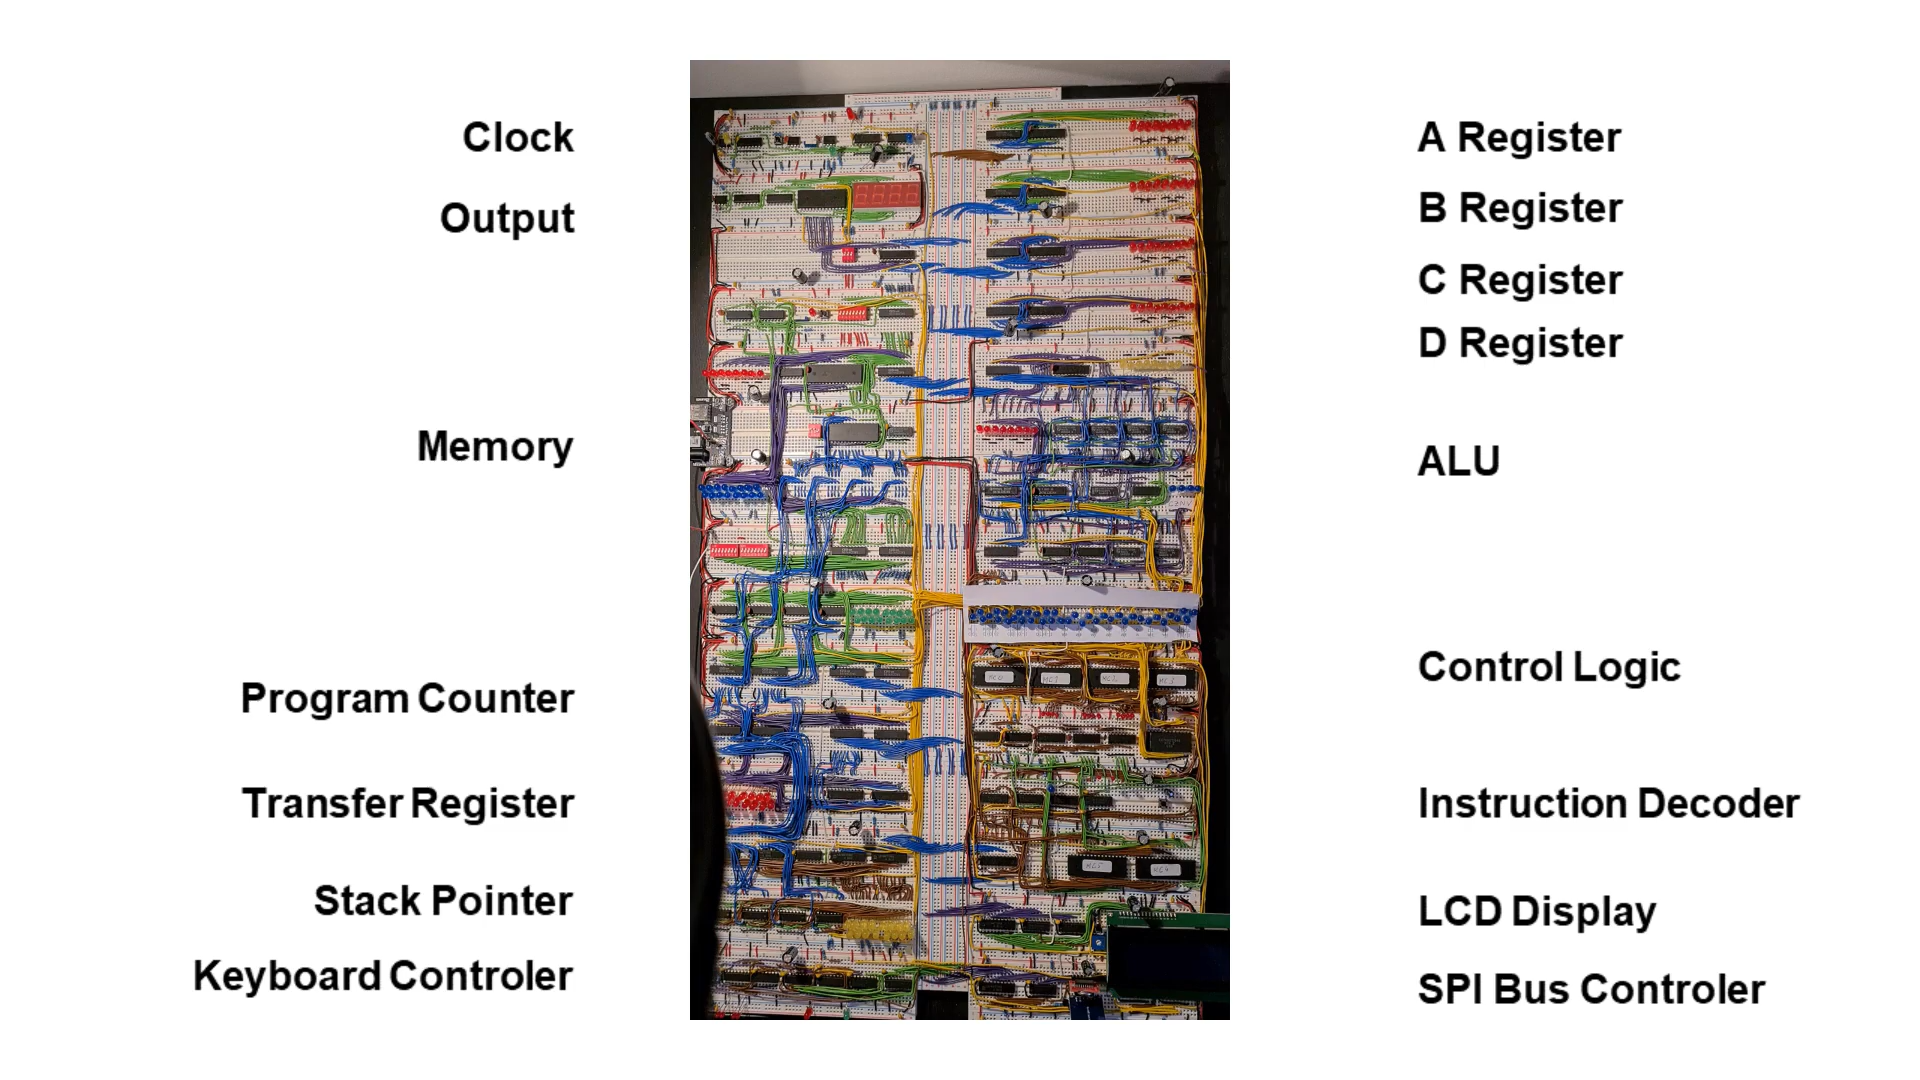 Clock
Output
Memory
Program Counter
Transfer Register
Stack Pointer
Keyboard Controler
A Register
B Register
C Register
D Register
ALU
Control Logic
Instruction Decoder
LCD Display
SPI Bus Controler